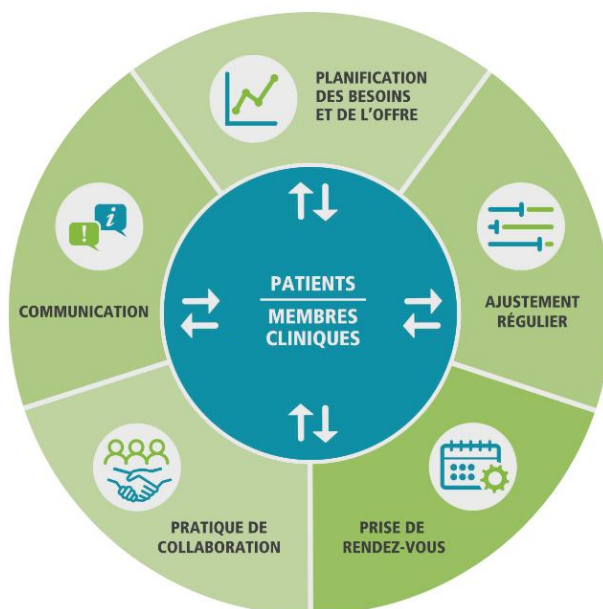 PLANIFICATION
DES BESOINS
ET DE L'OFFRE
AJUSTEMENT
RÉGULIER
PRISE DE
RENDEZ-VOUS
PRATIQUE DE
COLLABORATION
COMMUNICATION
! i
PATIENTS
MEMBRES
CLINIQUES